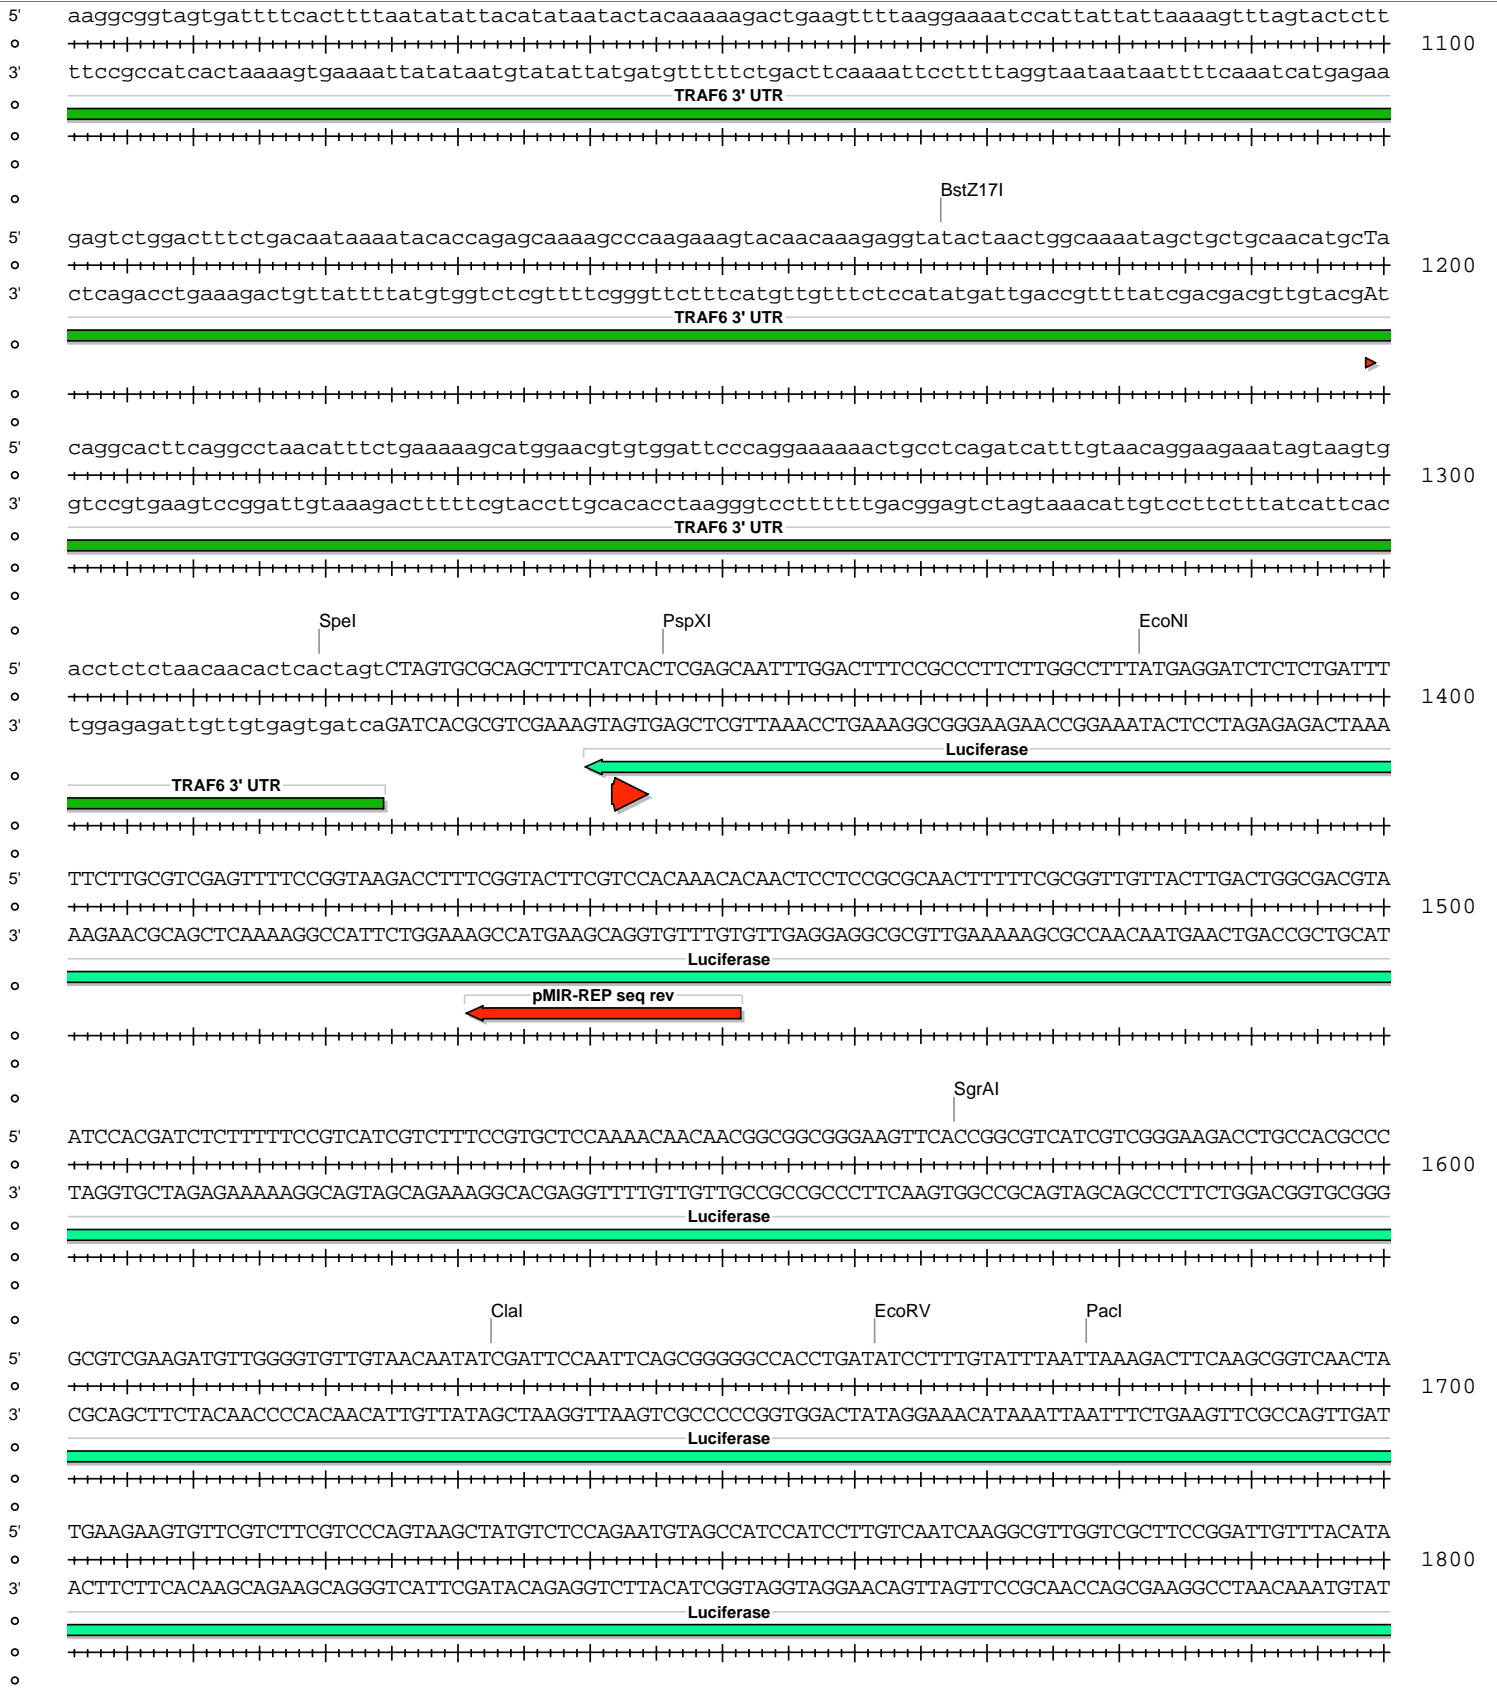 5' aaggcggtagtgattttcacttttaatatattacatataatactacaaaaagactgaagttttaaggaaaatccattattattaaaagtttagtactctt
1100
3' ttccgccatcactaaaagtgaaaattatataatgtatattatgatgtttttctgacttcaaaattccttttaggtaataataattttcaaatcatgagaa
TRAF6 3' UTR
BstZ17I
5' gagtctggactttctgacaataaaatacaccagagcaaaagcccaagaaagtacaacaaagaggtatactaactggcaaaatagctgctgcaacatgcTa
1200
3' ctcagacctgaaagactgttattttatgtggtctcgttttcgggttctttcatgttgtttctccatatgattgaccgttttatcgacgacgttgtacgAt
TRAF6 3' UTR
5' caggcacttcaggcctaacatttctgaaaaagcatggaacgtgtggattcccaggaaaaaactgcctcagatcatttgtaacaggaagaaatagtaagtg
1300
3' gtccgtgaagtccggattgtaaagactttttcgtaccttgcacacctaagggtccttttttgacggagtctagtaaacattgtccttctttatcattcac
TRAF6 3' UTR
SpeI PspXI EcoNI
5' acctctctaacaacactcactagtCTAGTGCGCAGCTTTCATCACTCGAGCAATTTGGACTTTCCGCCCTTCTTGGCCTTTATGAGGATCTCTCTGATTT
1400
3' tggagagattgttgtgagtgatcaGATCACGCGTCGAAAGTAGTGAGCTCGTTAAACCTGAAAGGCGGGAAGAACCGGAAATACTCCTAGAGAGACTAAA
Luciferase
TRAF6 3' UTR
5' TTCTTGCGTCGAGTTTTCCGGTAAGACCTTTCGGTACTTCGTCCACAAACACAACTCCTCCGCGCAACTTTTTCGCGGTTGTTACTTGACTGGCGACGTA
1500
3' AAGAACGCAGCTCAAAAGGCCATTCTGGAAAGCCATGAAGCAGGTGTTTGTGTTGAGGAGGCGCGTTGAAAAAGCGCCAACAATGAACTGACCGCTGCAT
Luciferase
pMIR-REP seq rev
SgrAI
5' ATCCACGATCTCTTTTTCCGTCATCGTCTTTCCGTGCTCCAAAACAACAACGGCGGCGGGAAGTTCACCGGCGTCATCGTCGGGAAGACCTGCCACGCCC
1600
3' TAGGTGCTAGAGAAAAAGGCAGTAGCAGAAAGGCACGAGGTTTTGTTGTTGCCGCCGCCCTTCAAGTGGCCGCAGTAGCAGCCCTTCTGGACGGTGCGGG
Luciferase
ClaI EcoRV PacI
5' GCGTCGAAGATGTTGGGGTGTTGTAACAATATCGATTCCAATTCAGCGGGGGCCACCTGATATCCTTTGTATTTAATTAAAGACTTCAAGCGGTCAACTA
1700
3' CGCAGCTTCTACAACCCCACAACATTGTTATAGCTAAGGTTAAGTCGCCCCCGGTGGACTATAGGAAACATAAATTAATTTCTGAAGTTCGCCAGTTGAT
Luciferase
5' TGAAGAAGTGTTCGTCTTCGTCCCAGTAAGCTATGTCTCCAGAATGTAGCCATCCATCCTTGTCAATCAAGGCGTTGGTCGCTTCCGGATTGTTTACATA
1800
3' ACTTCTTCACAAGCAGAAGCAGGGTCATTCGATACAGAGGTCTTACATCGGTAGGTAGGAACAGTTAGTTCCGCAACCAGCGAAGGCCTAACAAATGTAT
Luciferase